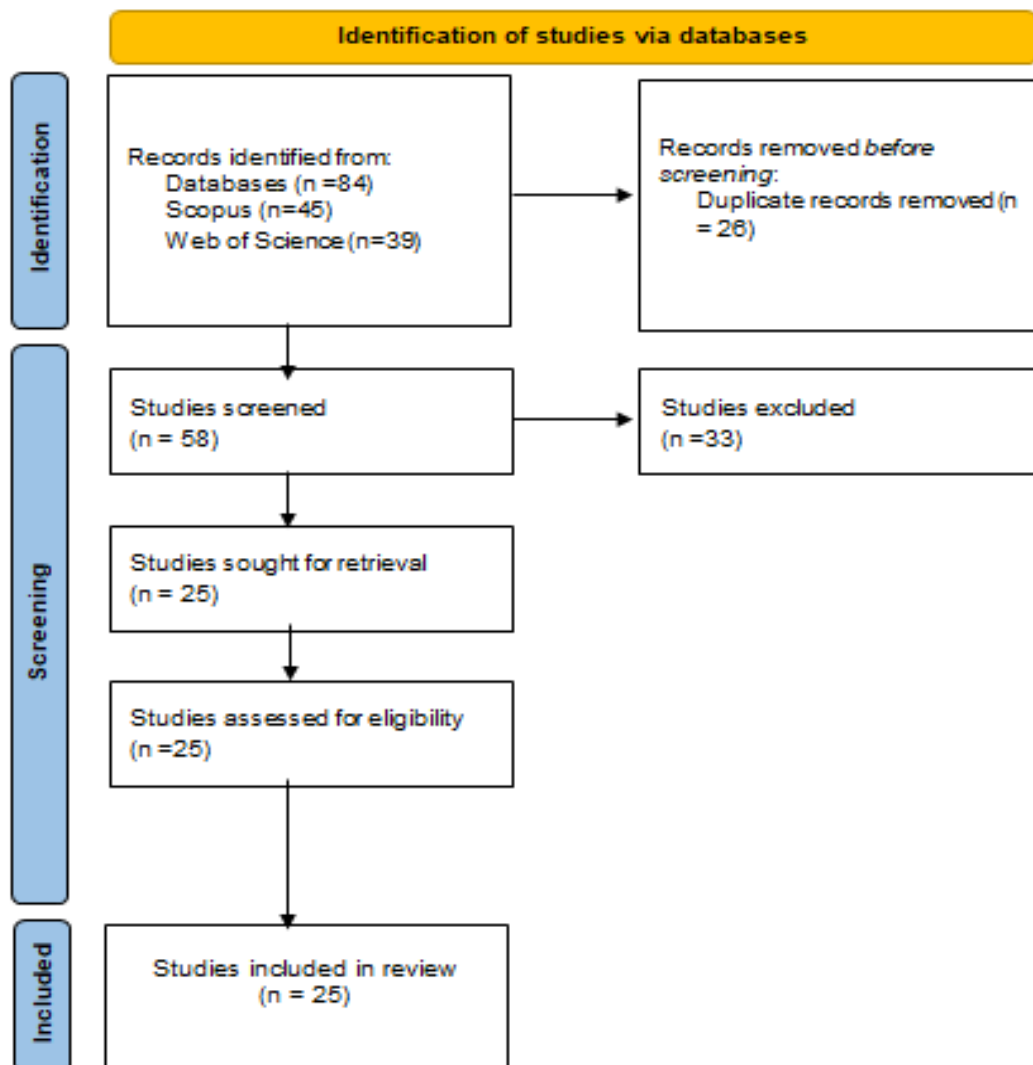 Identification of studies via databases
Identification
Records identified from:
Databases (n =84)
Scopus (n=45)
Web of Science (n=39)
Records removed before
screening:
Duplicate records removed (n
= 26)
Screening
Studies screened
(n = 58)
Studies excluded
(n =33)
Studies sought for retrieval
(n = 25)
Studies assessed for eligibility
(n =25)
Included
Studies included in review
(n = 25)